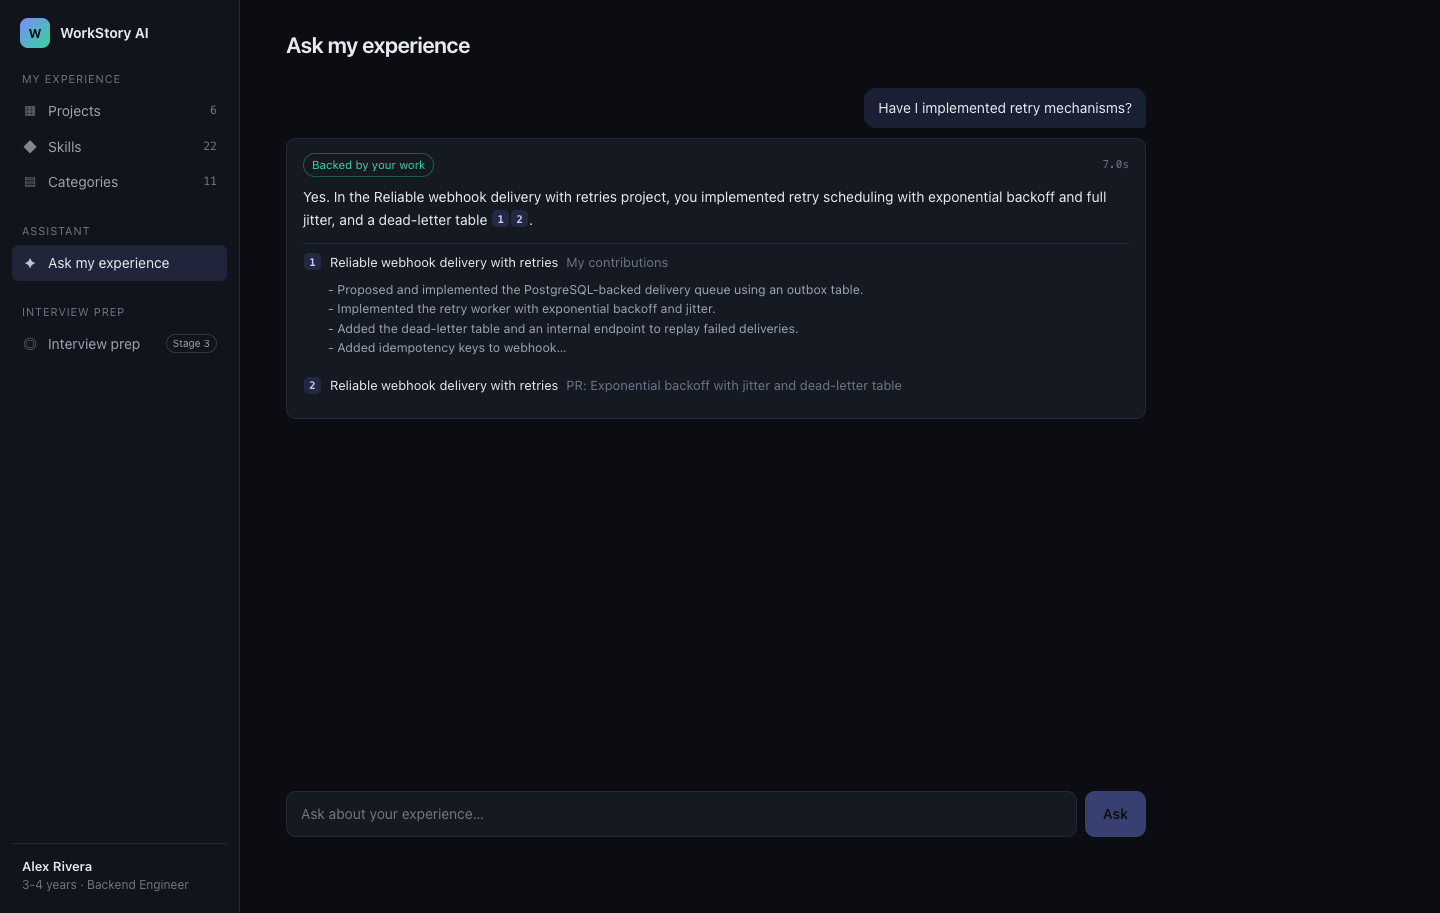 W WorkStory AI
MY EXPERIENCE
Projects 6
Skills 22
Categories 11
ASSISTANT
Ask my experience
INTERVIEW PREP
Interview prep Stage 3
Alex Rivera
3-4 years · Backend Engineer
Ask my experience
Have I implemented retry mechanisms?
Backed by your work 7.0s
Yes. In the Reliable webhook delivery with retries project, you implemented retry scheduling with exponential backoff and full
jitter, and a dead-letter table 1 2 .
1 Reliable webhook delivery with retries My contributions
- Proposed and implemented the PostgreSQL-backed delivery queue using an outbox table.
- Implemented the retry worker with exponential backoff and jitter.
- Added the dead-letter table and an internal endpoint to replay failed deliveries.
- Added idempotency keys to webhook…
2 Reliable webhook delivery with retries PR: Exponential backoff with jitter and dead-letter table
Ask about your experience... Ask